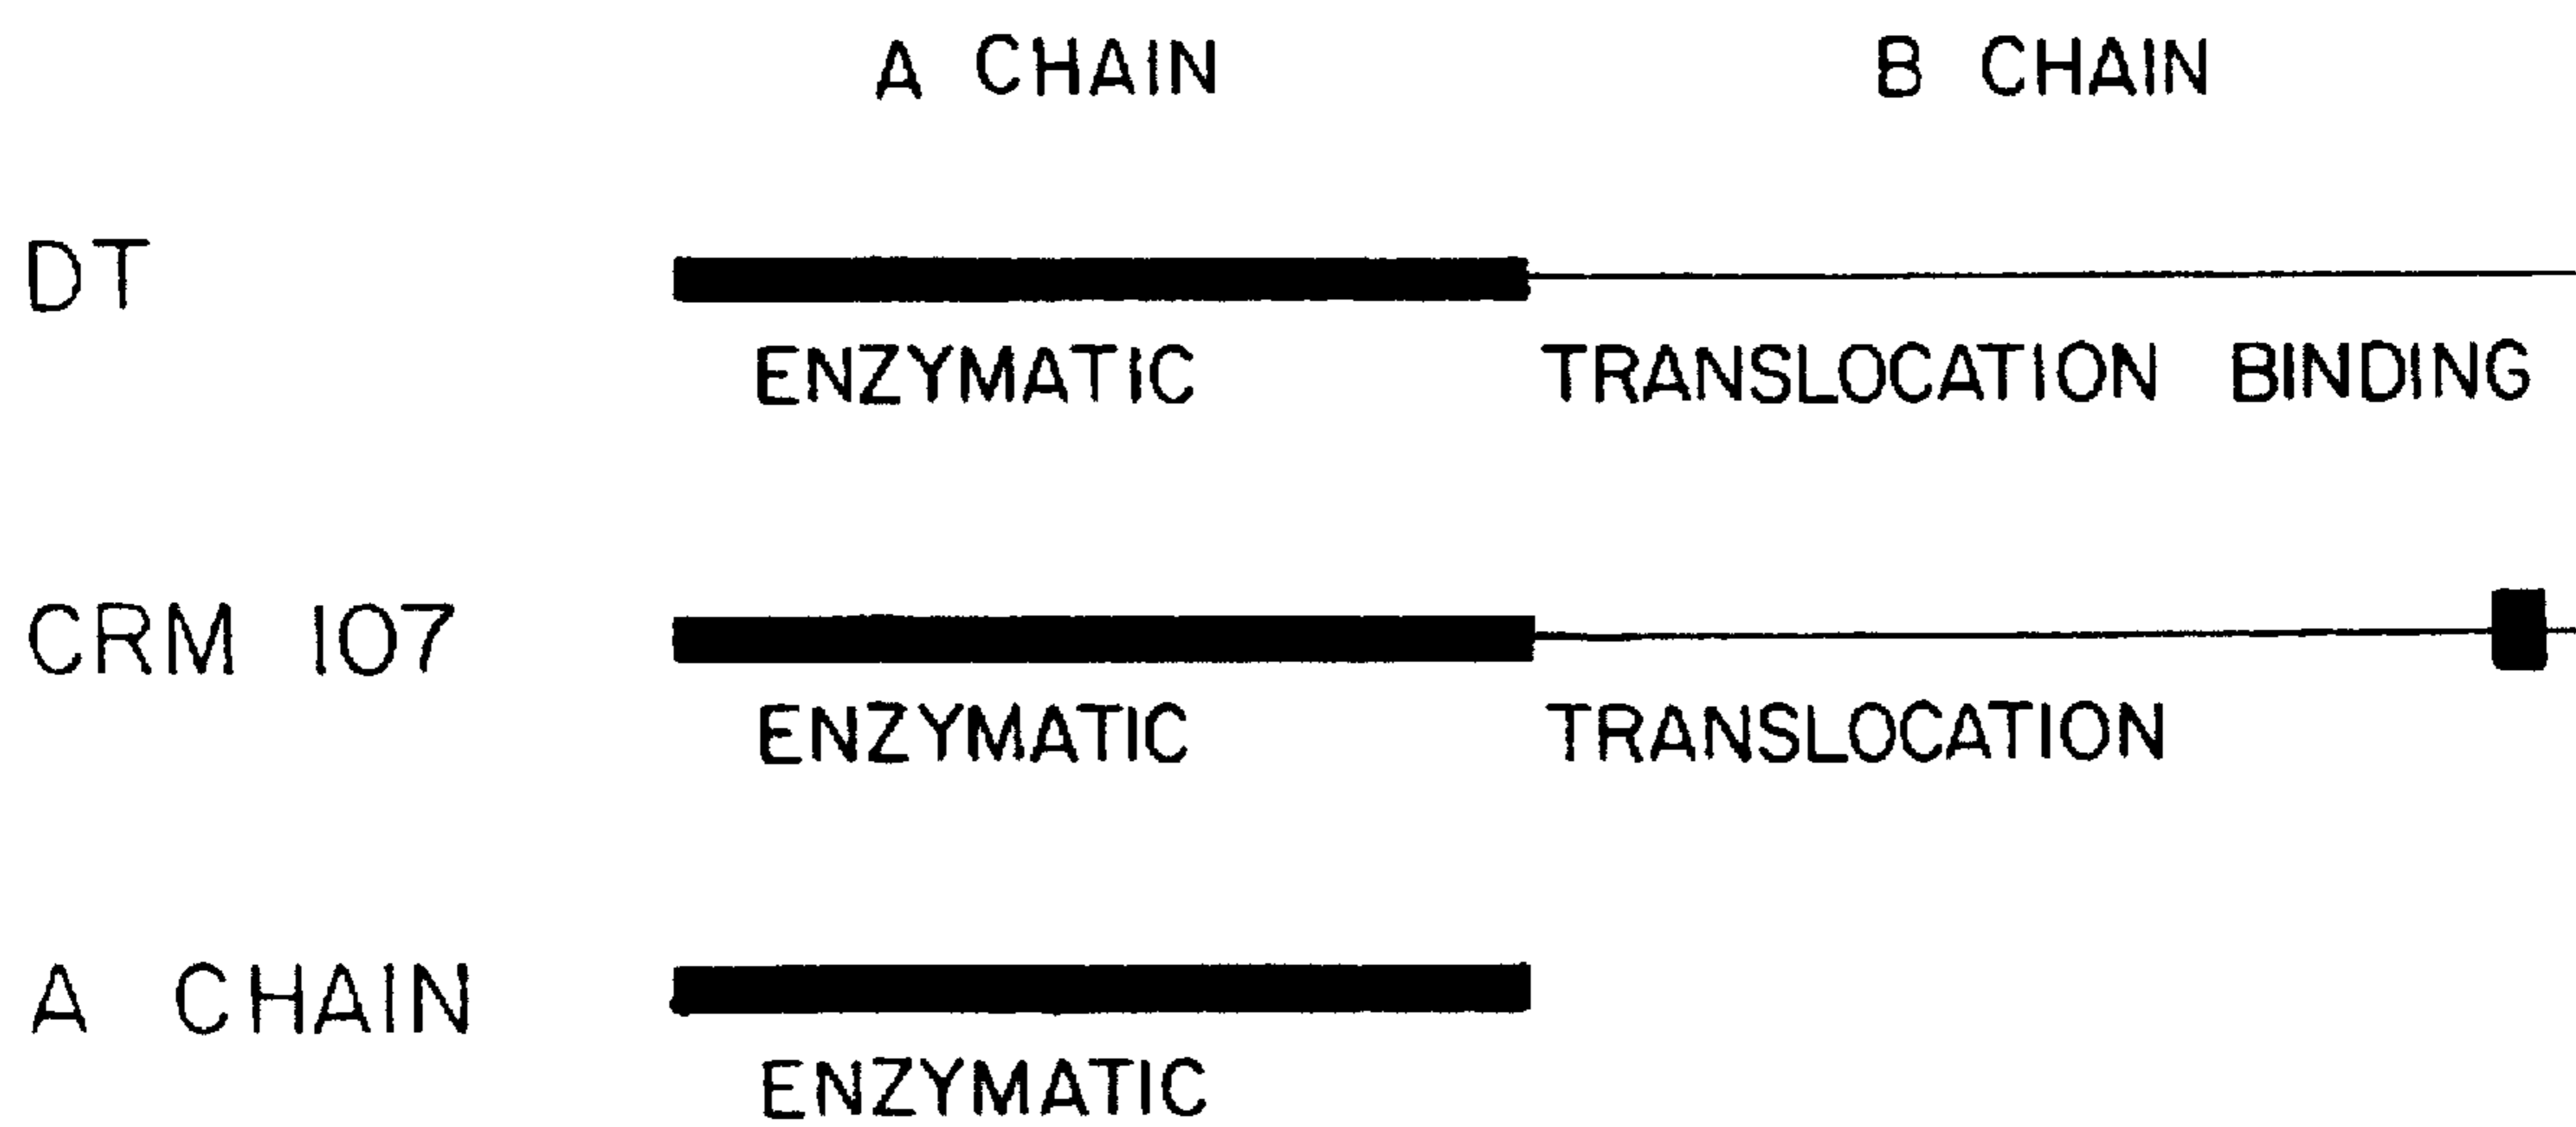 A CHAIN B CHAIN
DT
ENZYMATIC TRANSLOCATION BINDING
CRM 107
ENZYMATIC TRANSLOCATION
A CHAIN
ENZYMATIC